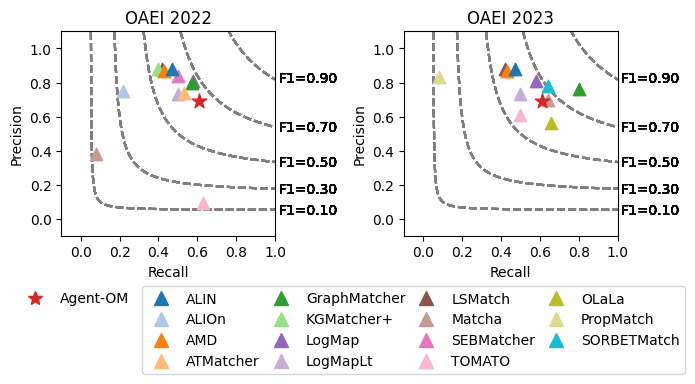 OAEI 2022
OAEI 2023
1.0
0.8
0.6
0.4
0.2
0.0
Precision
F1=0.90
F1=0.70
F1=0.50
F1=0.30
F1=0.10
0.0 0.2 0.4 0.6 0.8 1.0
Recall
1.0
0.8
0.6
0.4
0.2
0.0
Precision
F1=0.90
F1=0.70
F1=0.50
F1=0.30
F1=0.10
0.0 0.2 0.4 0.6 0.8 1.0
Recall
Agent-OM
ALIN
ALIOn
AMD
ATMatcher
GraphMatcher
KGMatcher+
LogMap
LogMapLt
LSMatch
Matcha
SEBMatcher
TOMATO
OLaLa
PropMatch
SORBETMatch